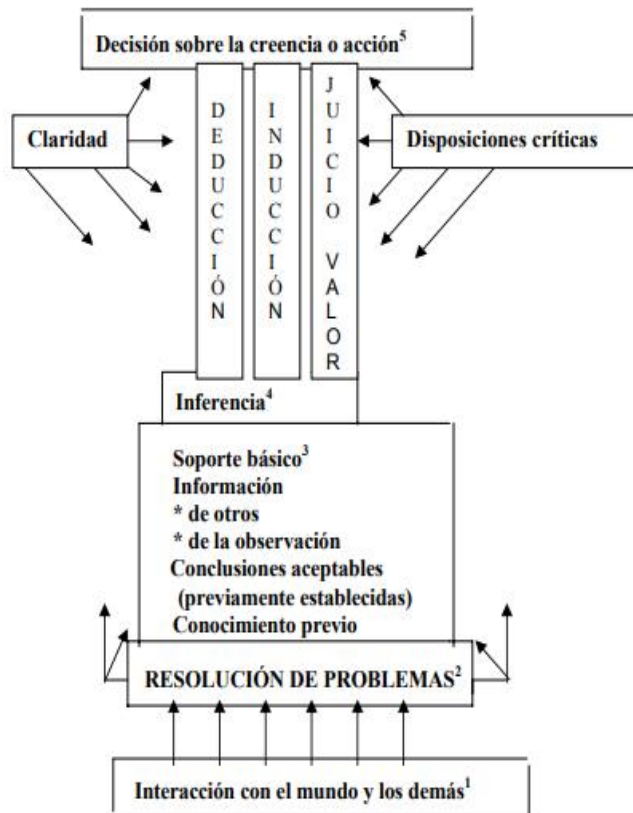 Decisión sobre la creencia o acción⁵
Claridad
DEDUCCIÓN
INDUCCIÓN
JUICIO VALOR
Disposiciones críticas
Inferencia⁴
Soporte básico³
Información
* de otros
* de la observación
Conclusiones aceptables
(previamente establecidas)
Conocimiento previo
RESOLUCIÓN DE PROBLEMAS²
Interacción con el mundo y los demás¹